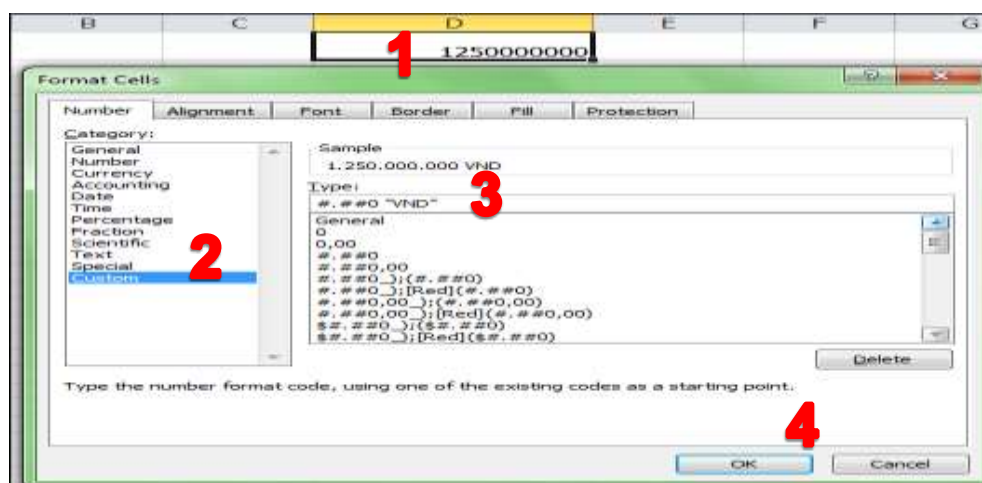 B C D E F G
1250000000
1
Format Cells
Number Alignment Font Border Fill Protection
Category:
General
Number
Currency
Accounting
Date
Time
Percentage
Fraction
Scientific
Text
Special
Custom
2
Sample
1.250.000.000 VND
Type:
#.##0 "VND"
3
General
0
0,00
#.##0
#.##0,00
#.##0_);(#.##0)
#.##0_);[Red](#.##0)
#.##0,00_);(#.##0,00)
#.##0,00_);[Red](#.##0,00)
$#.##0_);($#.##0)
$#.##0_);[Red]($#.##0)
Delete
Type the number format code, using one of the existing codes as a starting point.
4
OK Cancel